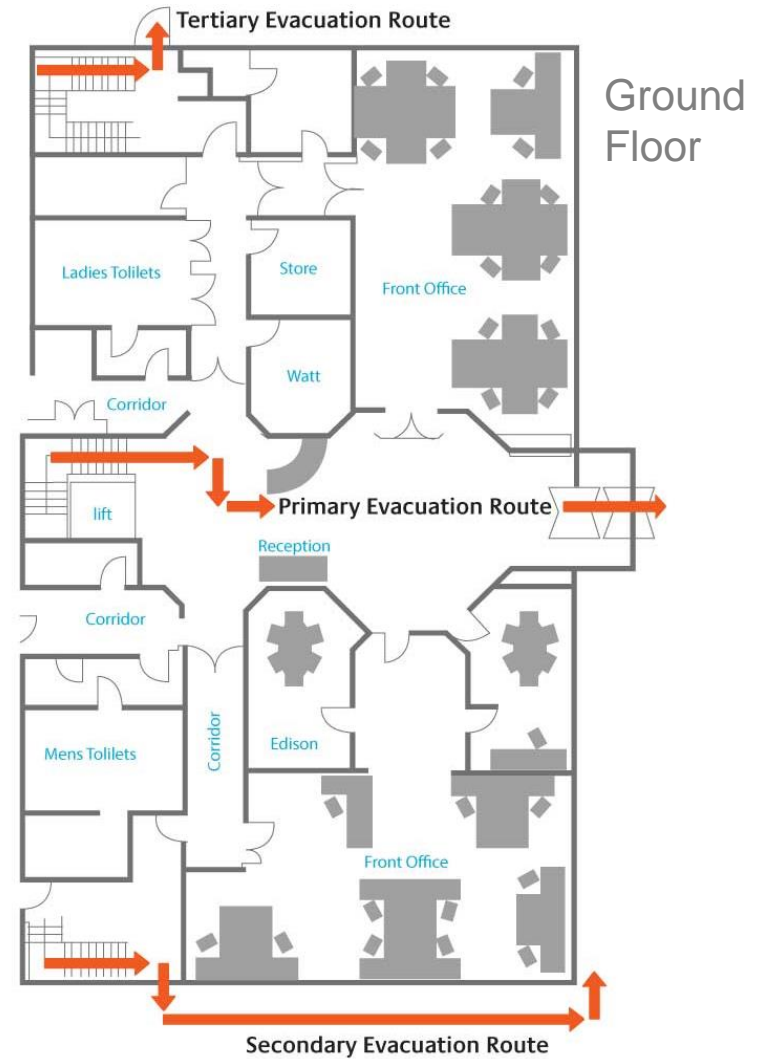 Tertiary Evacuation Route
Ground
Floor
Ladies Tolilets
Store
Front Office
Watt
Corridor
lift
Primary Evacuation Route
Reception
Corridor
Corridor
Edison
Mens Tolilets
Front Office
Secondary Evacuation Route